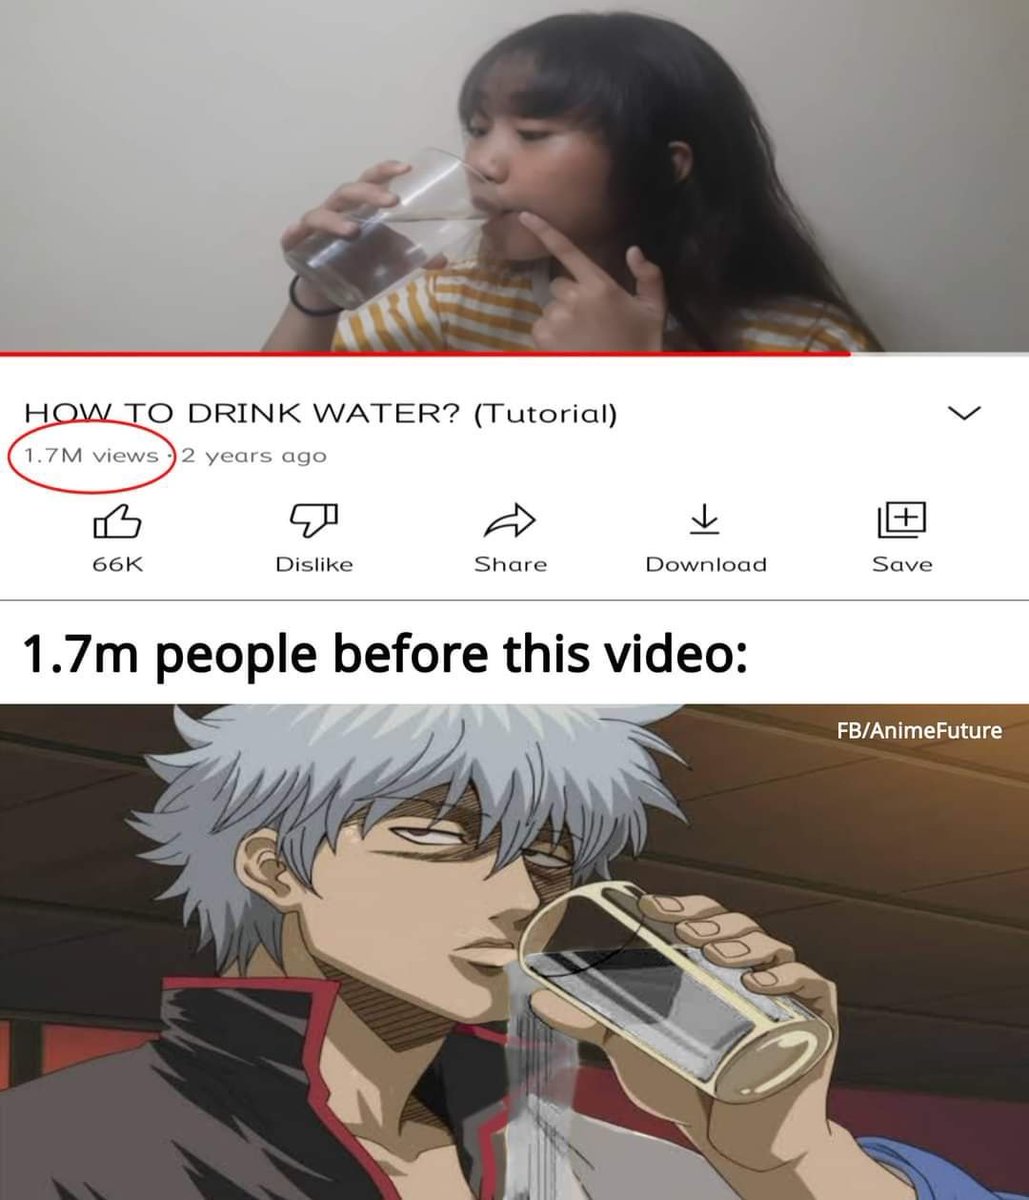 HOW TO DRINK WATER? (Tutorial)
1.7M views · 2 years ago
66K Dislike Share Download Save
1.7m people before this video:
FB/AnimeFuture